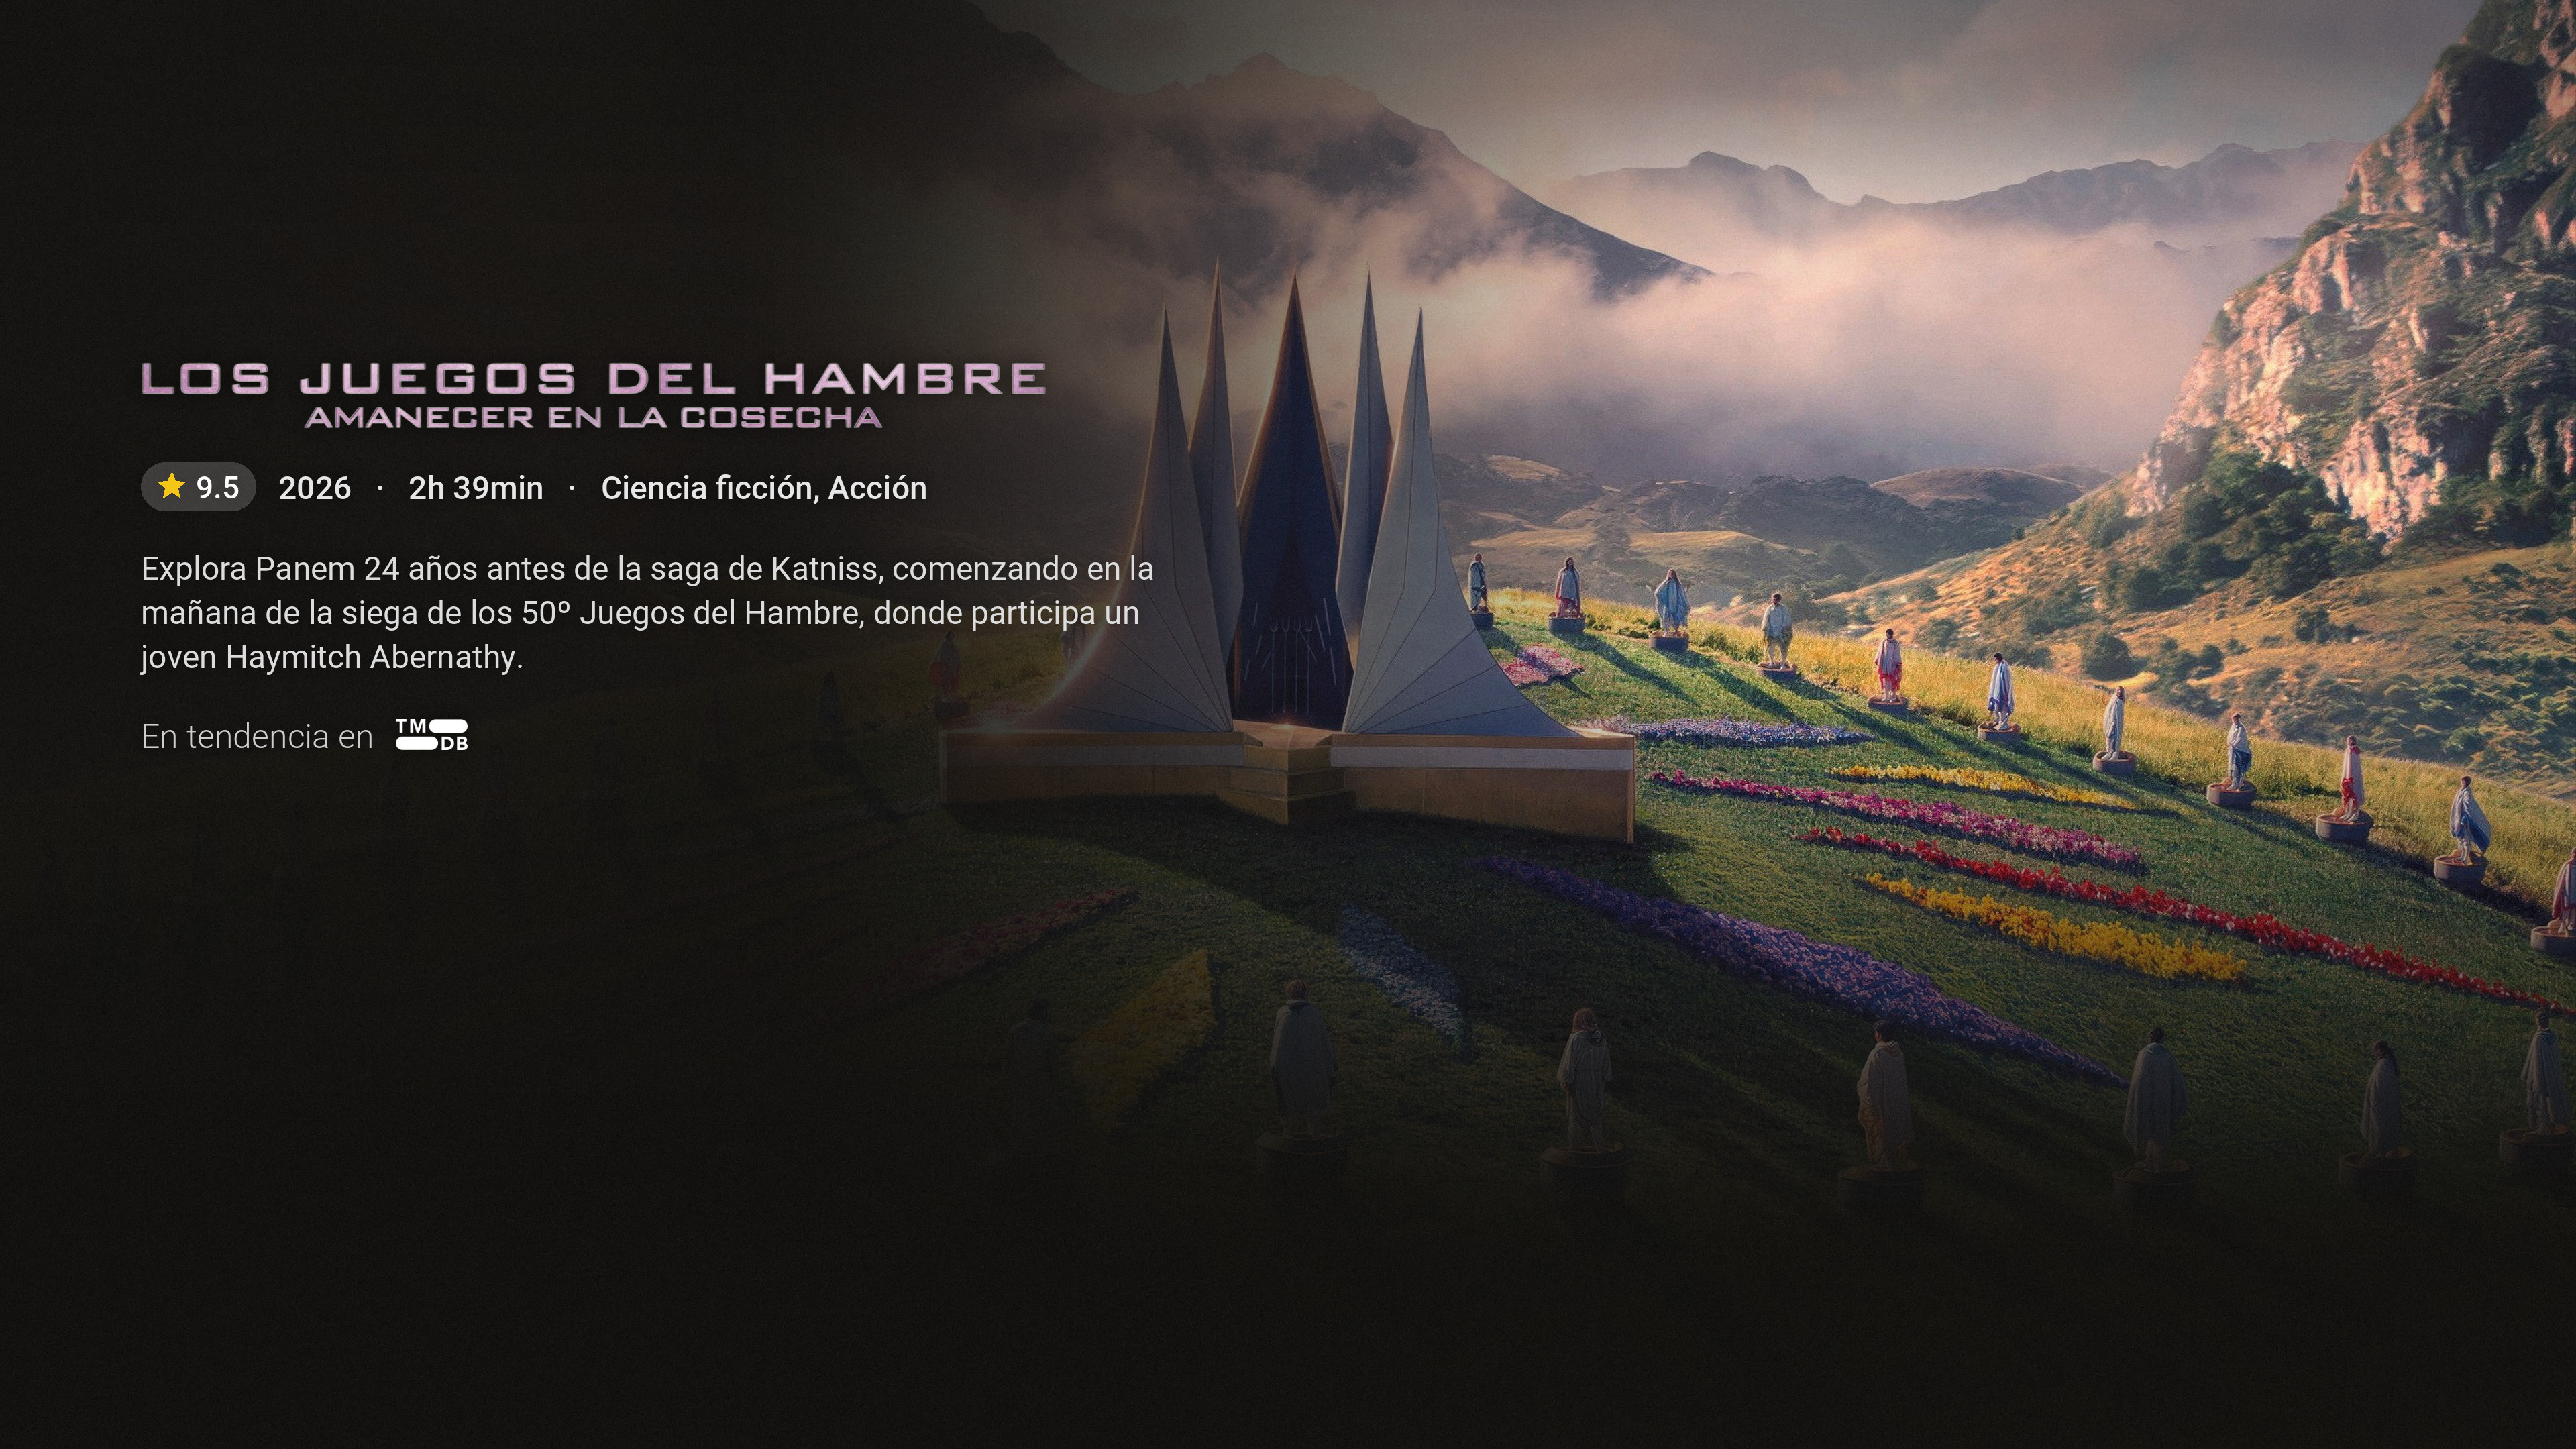 LOS JUEGOS DEL HAMBRE
AMANECER EN LA COSECHA
9.5 2026 · 2h 39min · Ciencia ficción, Acción
Explora Panem 24 años antes de la saga de Katniss, comenzando en la
mañana de la siega de los 50º Juegos del Hambre, donde participa un
joven Haymitch Abernathy.
En tendencia en TMDB